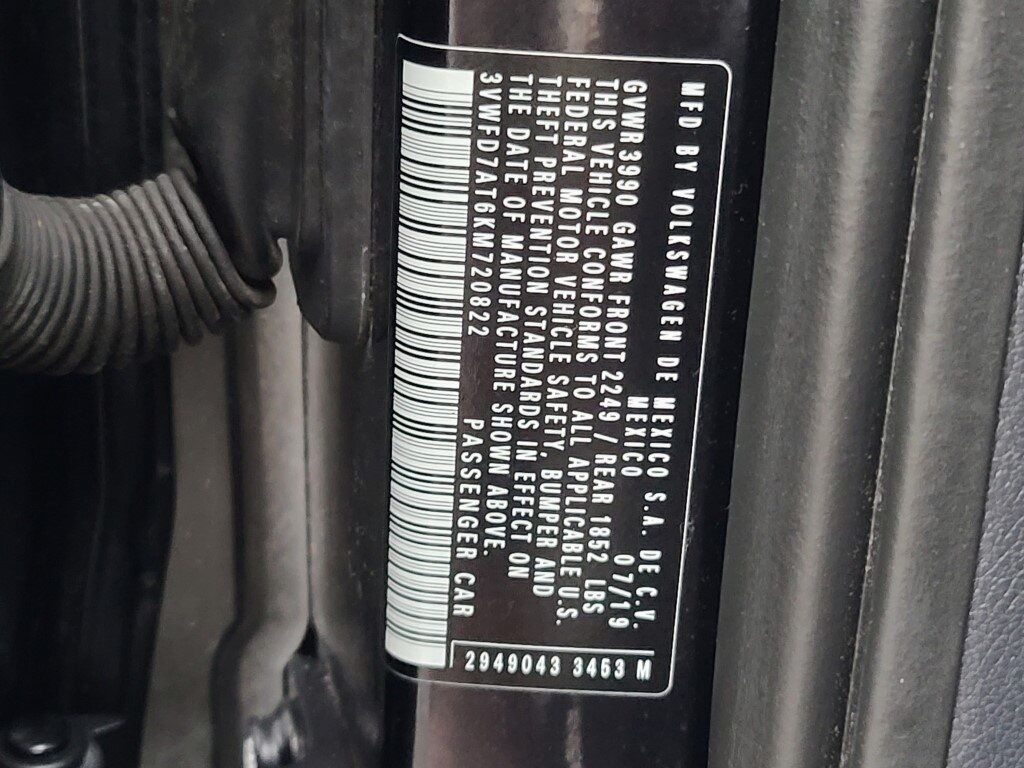 MFD BY VOLKSWAGEN DE MEXICO S.A. DE C.V.
MEXICO 07/19
GVWR3990 GAWR FRONT 2249 / REAR 1852 LBS
THIS VEHICLE CONFORMS TO ALL APPLICABLE U.S.
FEDERAL MOTOR VEHICLE SAFETY, BUMPER AND
THEFT PREVENTION STANDARDS IN EFFECT ON
THE DATE OF MANUFACTURE SHOWN ABOVE.
3VWFD7AT6KM720822 PASSENGER CAR
2949043 3453 M